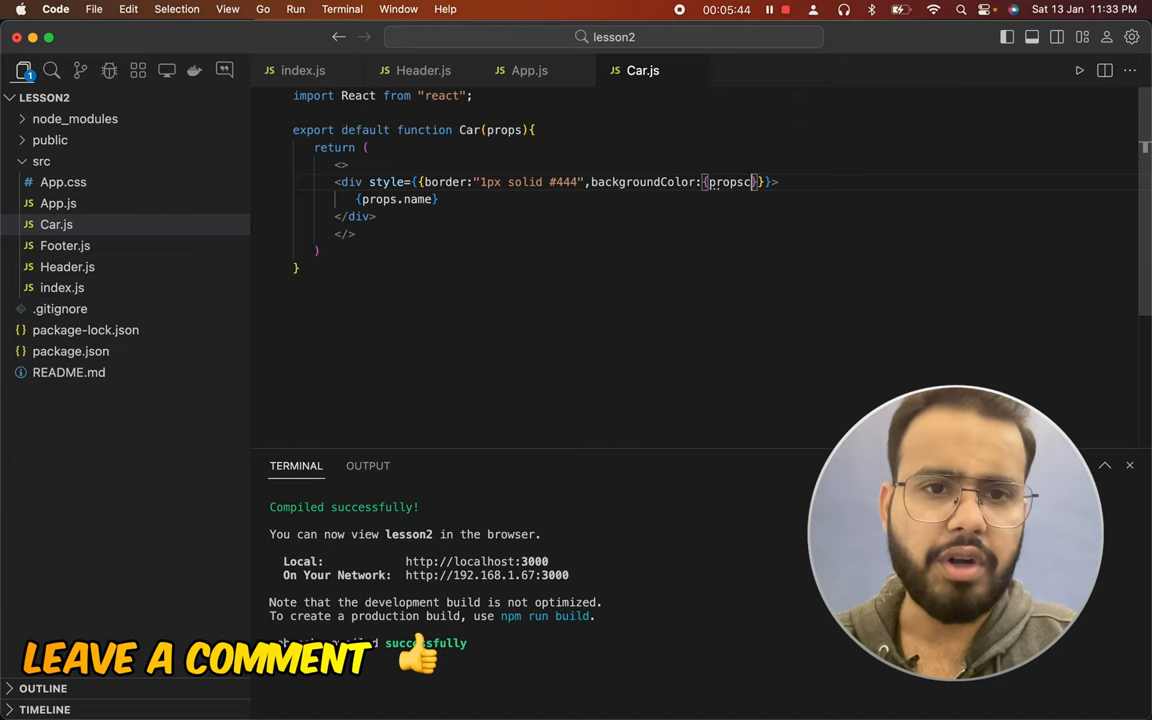 Code File Edit Selection View Go Run Terminal Window Help 00:05:44 Sat 13 Jan 11:33 PM
lesson2
index.js Header.js App.js Car.js
LESSON2
node_modules
public
src
App.css
App.js
Car.js
Footer.js
Header.js
index.js
.gitignore
package-lock.json
package.json
README.md
OUTLINE
TIMELINE
import React from "react";
export default function Car(props){
return (
<>
<div style={{border:"1px solid #444",backgroundColor:{propsc}}}>
{props.name}
</div>
</>
)
}
TERMINAL OUTPUT
Compiled successfully!
You can now view lesson2 in the browser.
Local: http://localhost:3000
On Your Network: http://192.168.1.67:3000
Note that the development build is not optimized.
To create a production build, use npm run build.
successfully
LEAVE A COMMENT 👍